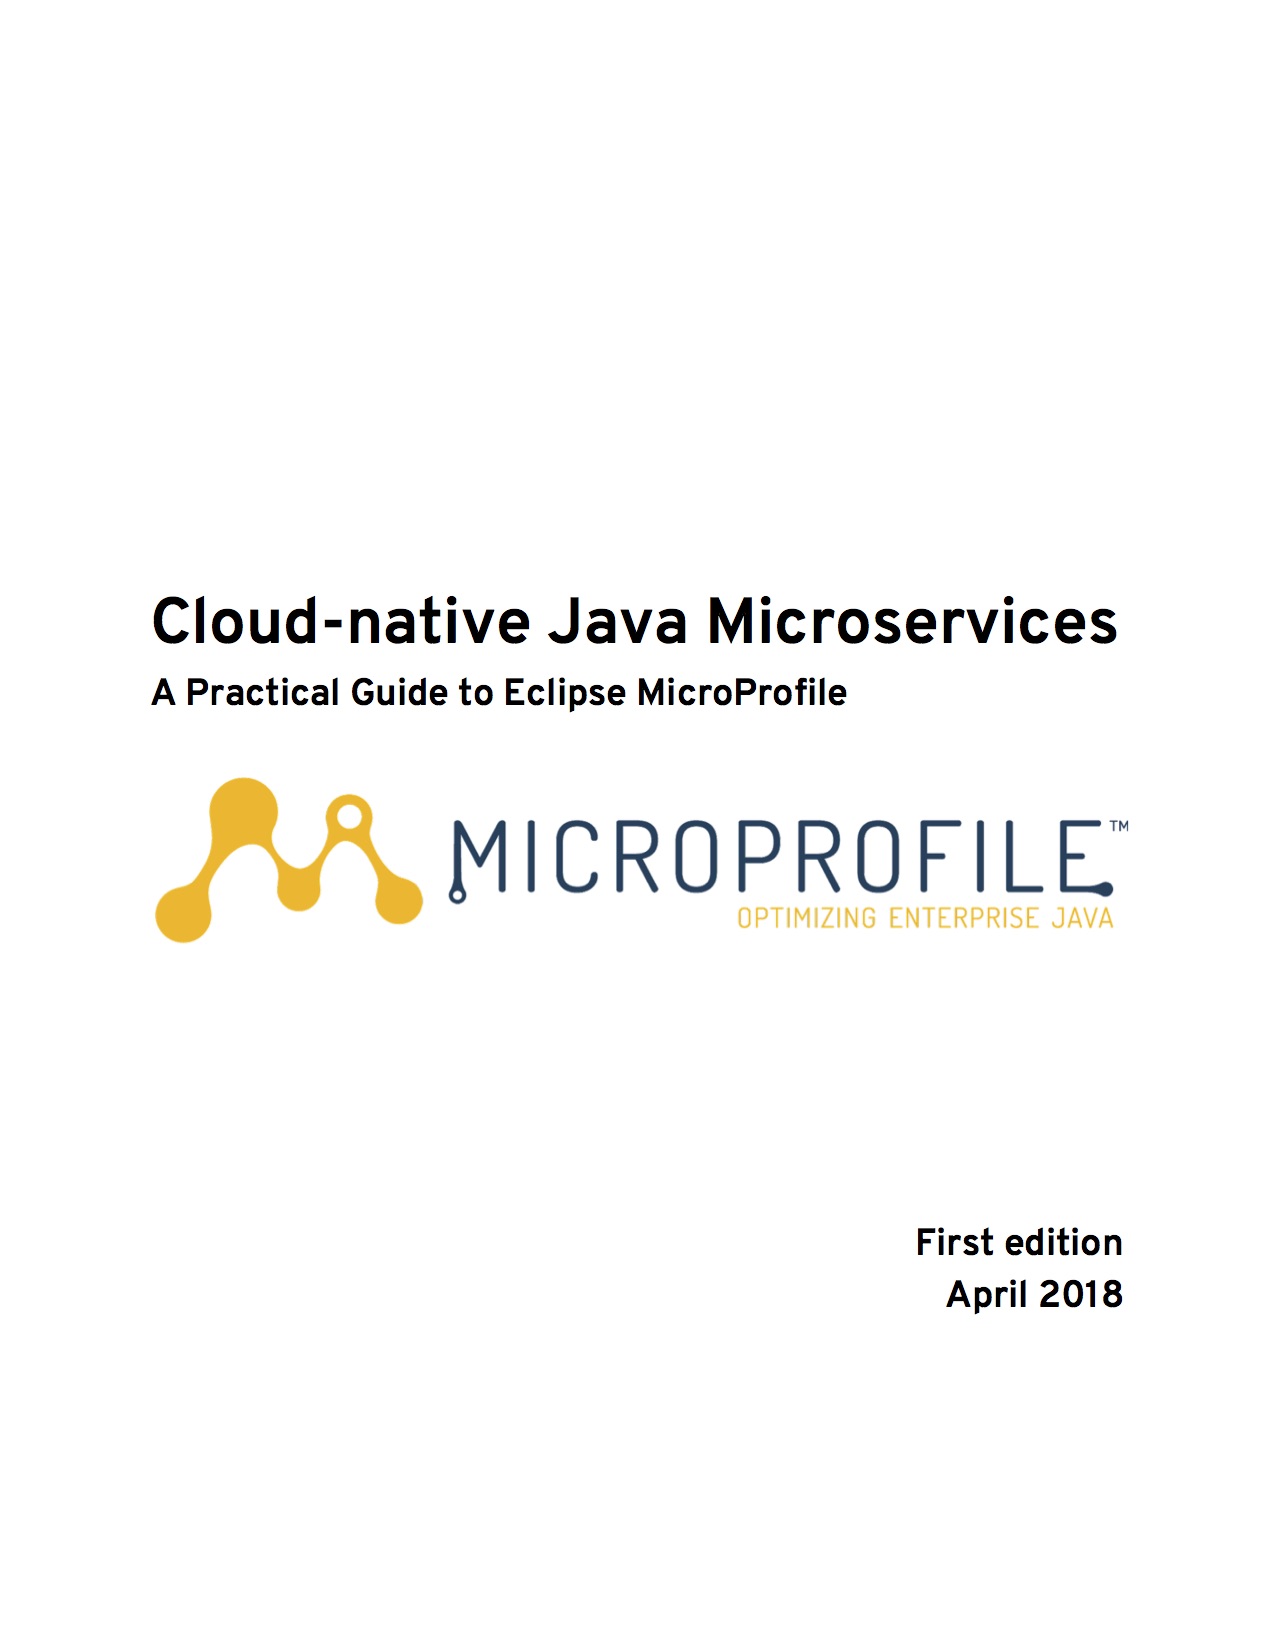 Cloud-native Java Microservices
A Practical Guide to Eclipse MicroProfile
MICROPROFILE™
OPTIMIZING ENTERPRISE JAVA
First edition
April 2018